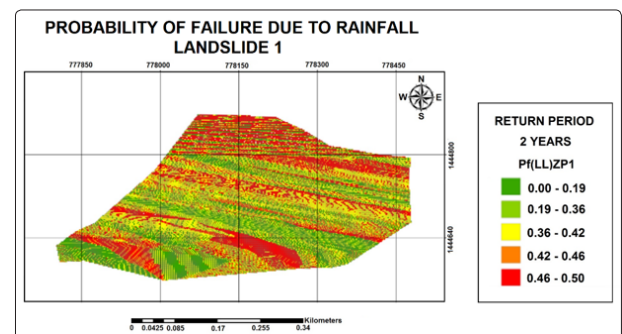 PROBABILITY OF FAILURE DUE TO RAINFALL
LANDSLIDE 1
777850 778000 778150 778300 778450
N
W E
S
1444800
1444640
RETURN PERIOD
2 YEARS
Pf(LL)ZP1
0.00 - 0.19
0.19 - 0.36
0.36 - 0.42
0.42 - 0.46
0.46 - 0.50
Kilometers
0 0.0425 0.085 0.17 0.255 0.34